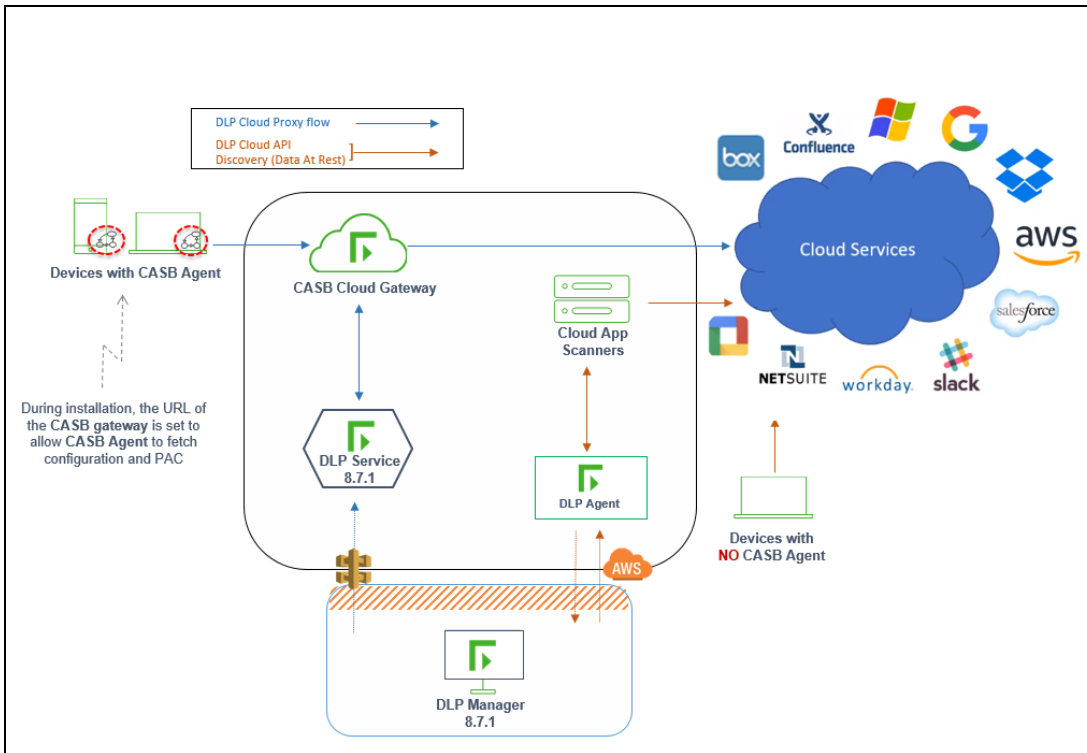 DLP Cloud Proxy flow
DLP Cloud API
Discovery (Data At Rest)
box
Confluence
aws
salesforce
slack
workday.
NETSUITE
Cloud Services
Devices with CASB Agent
CASB Cloud Gateway
Cloud App
Scanners
During installation, the URL of
the CASB gateway is set to
allow CASB Agent to fetch
configuration and PAC
DLP Service
8.7.1
DLP Agent
Devices with
NO CASB Agent
AWS
DLP Manager
8.7.1